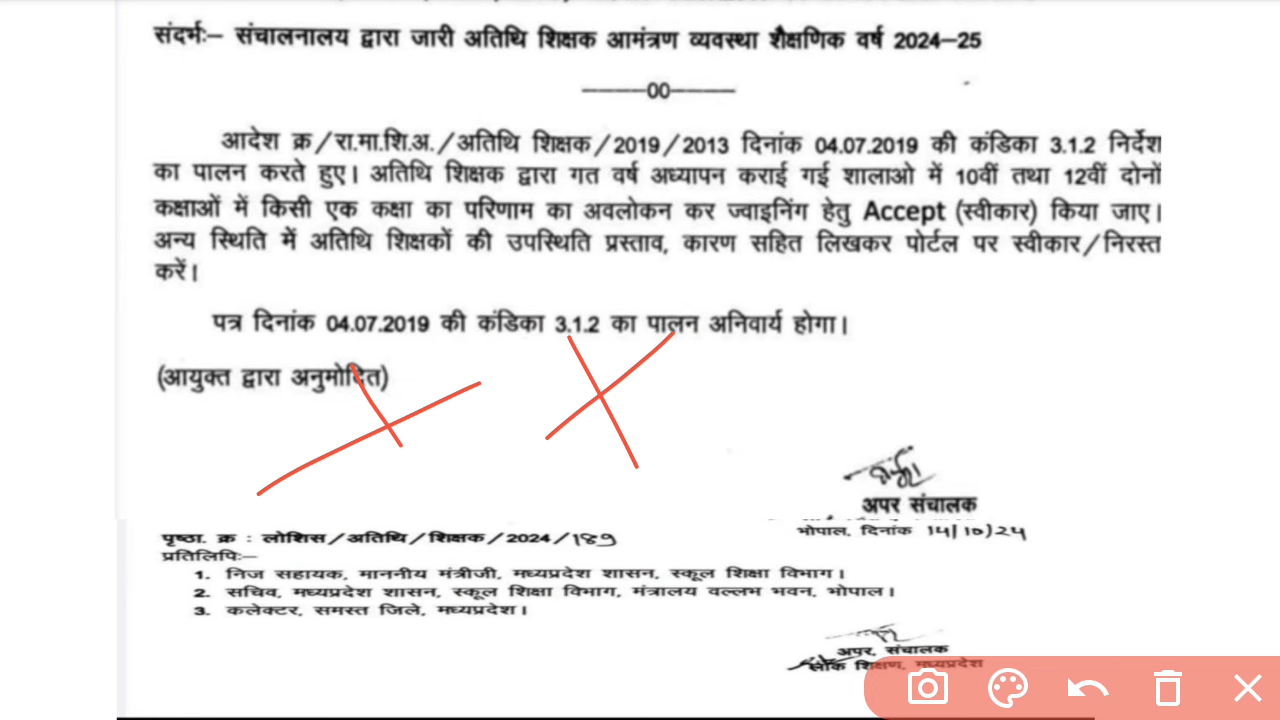 संदर्भः– संचालनालय द्वारा जारी अतिथि शिक्षक आमंत्रण व्यवस्था शैक्षणिक वर्ष 2024–25
———00———
आदेश क्र/रा.मा.शि.अ./अतिथि शिक्षक/2019/2013 दिनांक 04.07.2019 की कंडिका 3.1.2 निर्देश
का पालन करते हुए। अतिथि शिक्षक द्वारा गत वर्ष अध्यापन कराई गई शालाओ में 10वीं तथा 12वीं दोनों
कक्षाओं में किसी एक कक्षा का परिणाम का अवलोकन कर ज्वाइनिंग हेतु Accept (स्वीकार) किया जाए।
अन्य स्थिति में अतिथि शिक्षकों की उपस्थिति प्रस्ताव, कारण सहित लिखकर पोर्टल पर स्वीकार/निरस्त
करें।
पत्र दिनांक 04.07.2019 की कंडिका 3.1.2 का पालन अनिवार्य होगा।
(आयुक्त द्वारा अनुमोदित)
अपर संचालक
भोपाल, दिनांक 14/10/24
पृष्ठा. क्र : लोशिस/अतिथि/शिक्षक/2024/189
प्रतिलिपिः–
1. निज सहायक, माननीय मंत्रीजी, मध्यप्रदेश शासन, स्कूल शिक्षा विभाग।
2. सचिव, मध्यप्रदेश शासन, स्कूल शिक्षा विभाग, मंत्रालय वल्लभ भवन, भोपाल।
3. कलेक्टर, समस्त जिले, मध्यप्रदेश।
अपर, संचालक
लोक शिक्षण, मध्यप्रदेश